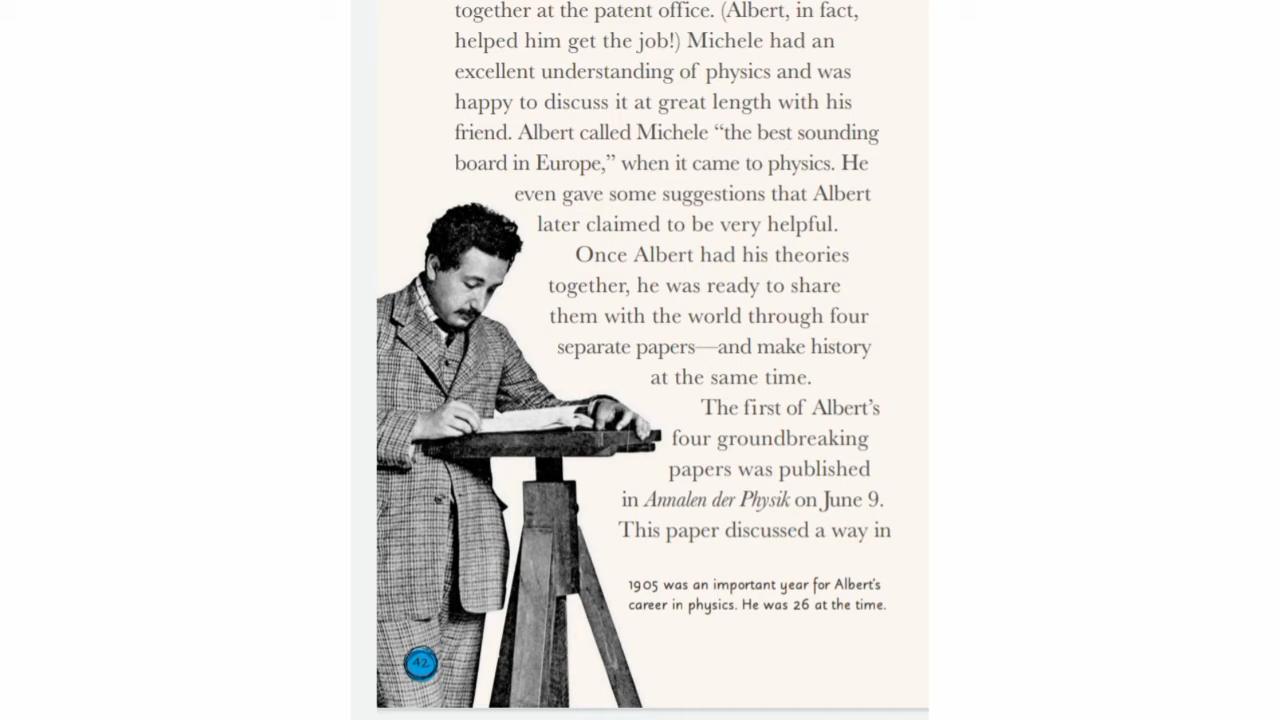 together at the patent office. (Albert, in fact,
helped him get the job!) Michele had an
excellent understanding of physics and was
happy to discuss it at great length with his
friend. Albert called Michele “the best sounding
board in Europe,” when it came to physics. He
even gave some suggestions that Albert
later claimed to be very helpful.
Once Albert had his theories
together, he was ready to share
them with the world through four
separate papers—and make history
at the same time.
The first of Albert’s
four groundbreaking
papers was published
in Annalen der Physik on June 9.
This paper discussed a way in
1905 was an important year for Albert’s
career in physics. He was 26 at the time.
42